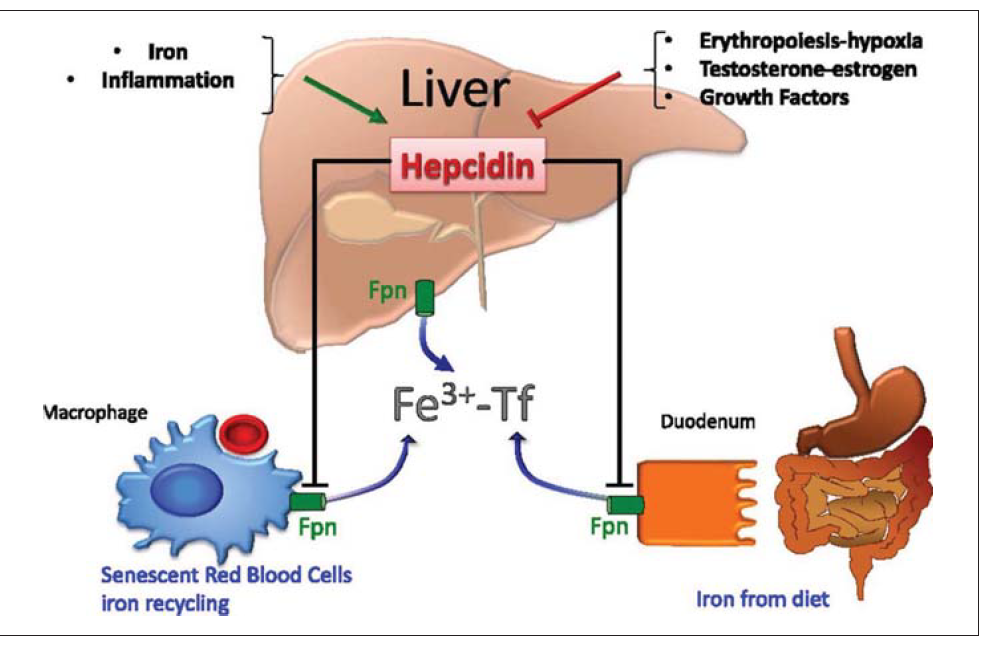 • Iron
• Inflammation
• Erythropoiesis-hypoxia
• Testosterone-estrogen
• Growth Factors
Liver
Hepcidin
Fpn
Fe³⁺-Tf
Macrophage
Duodenum
Fpn
Fpn
Senescent Red Blood Cells
iron recycling
Iron from diet